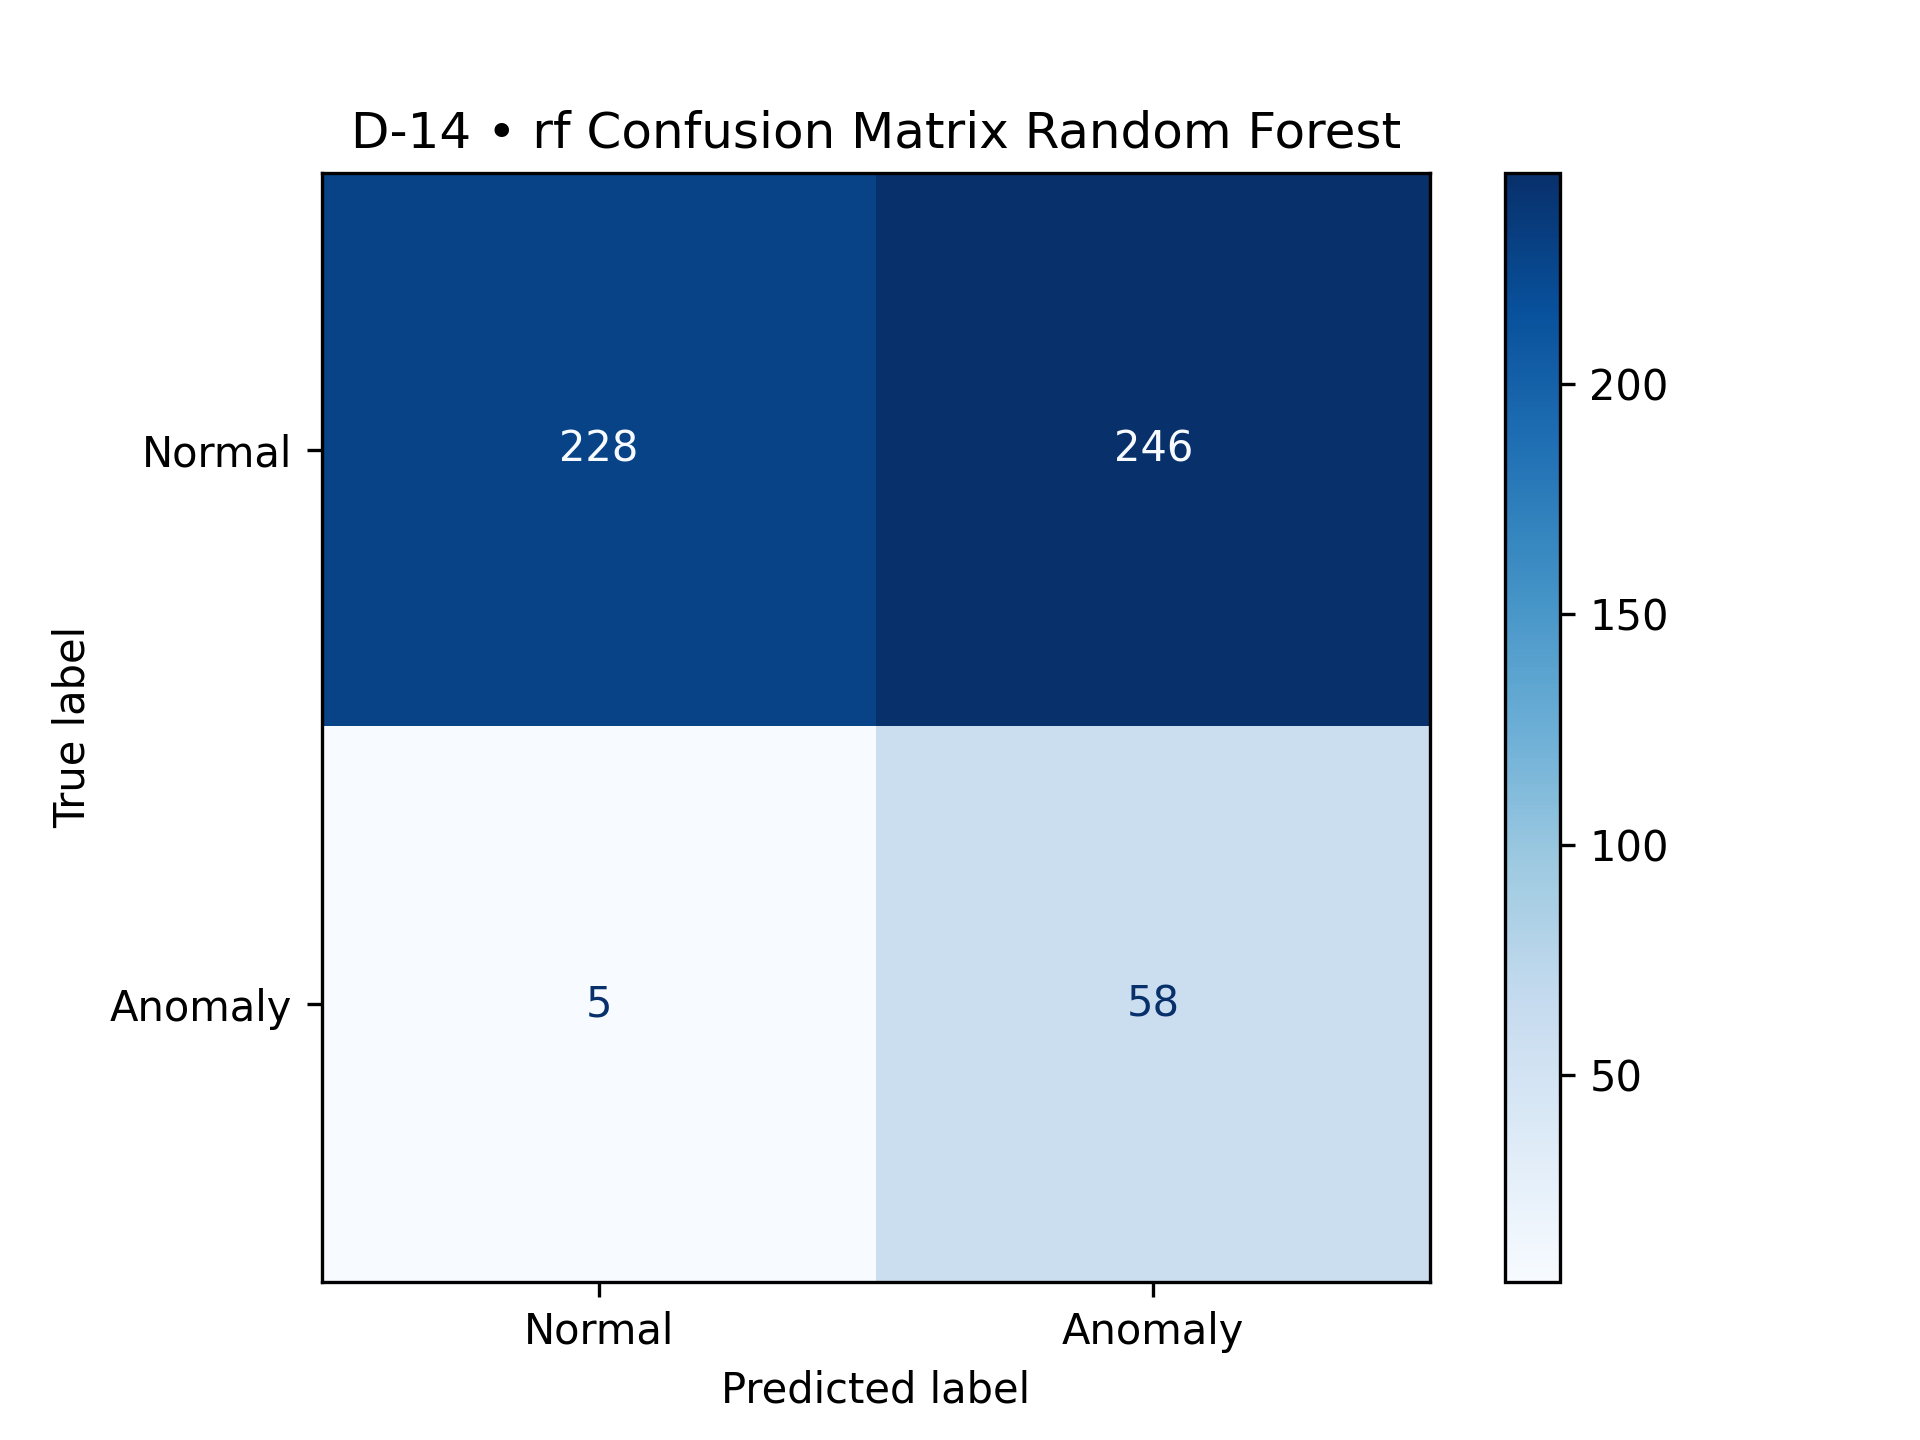 D-14 • rf Confusion Matrix Random Forest
True label
Normal
228
246
Anomaly
5
58
Normal
Anomaly
Predicted label
200
150
100
50